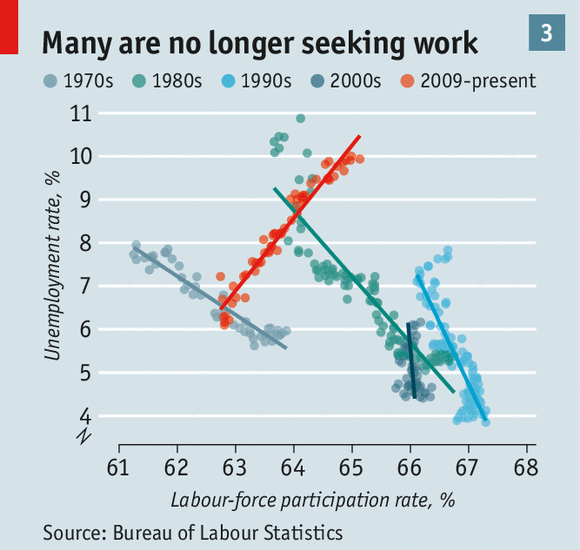 3
Many are no longer seeking work
1970s 1980s 1990s 2000s 2009-present
Unemployment rate, %
11
10
9
8
7
6
5
4
61 62 63 64 65 66 67 68
Labour-force participation rate, %
Source: Bureau of Labour Statistics